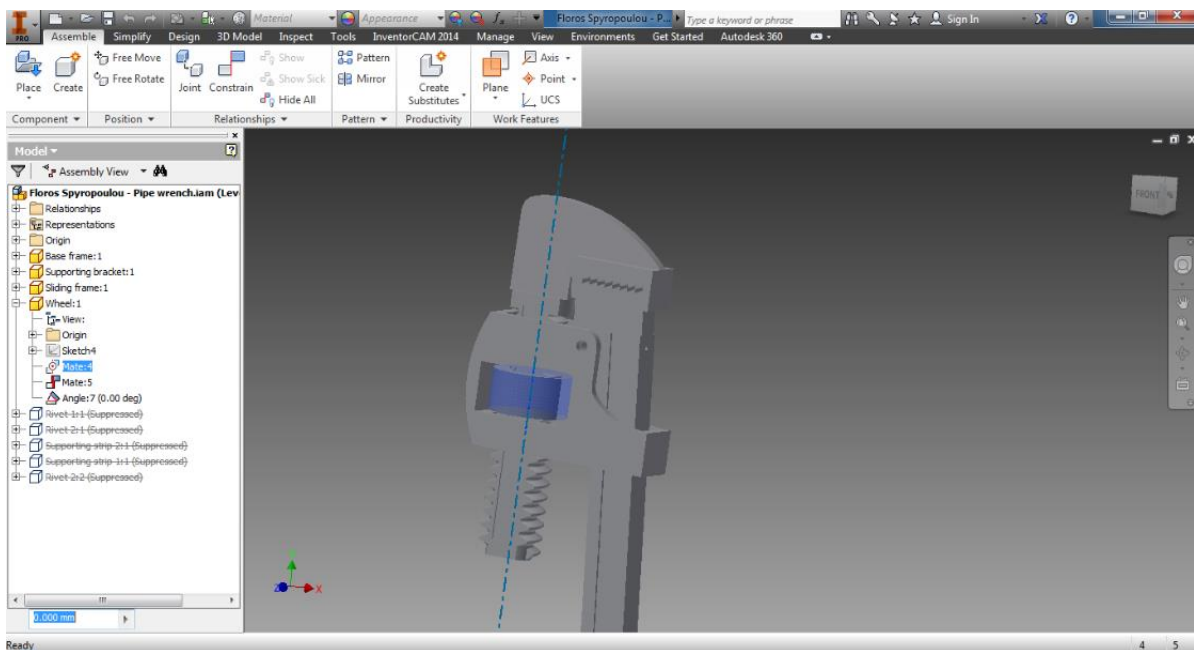 Material
Appearance
Floros Spyropoulou - P...
Type a keyword or phrase
Sign In
PRO
Assemble Simplify Design 3D Model Inspect Tools InventorCAM 2014 Manage View Environments Get Started Autodesk 360
Place
Create
Free Move
Free Rotate
Joint
Constrain
Show
Show Sick
Hide All
Pattern
Mirror
Create
Substitutes
Plane
Axis
Point
UCS
Component Position Relationships Pattern Productivity Work Features
Model
Assembly View
Floros Spyropoulou - Pipe wrench.iam (Lev
Relationships
Representations
Origin
Base frame:1
Supporting bracket:1
Sliding frame:1
Wheel:1
View:
Origin
Sketch4
Mate:4
Mate:5
Angle:7 (0.00 deg)
Rivet 1:1 (Suppressed)
Rivet 2:1 (Suppressed)
Supporting strip 2:1 (Suppressed)
Supporting strip 1:1 (Suppressed)
Rivet 2:2 (Suppressed)
0.000 mm
FRONT
Y
Z X
Ready
4 5